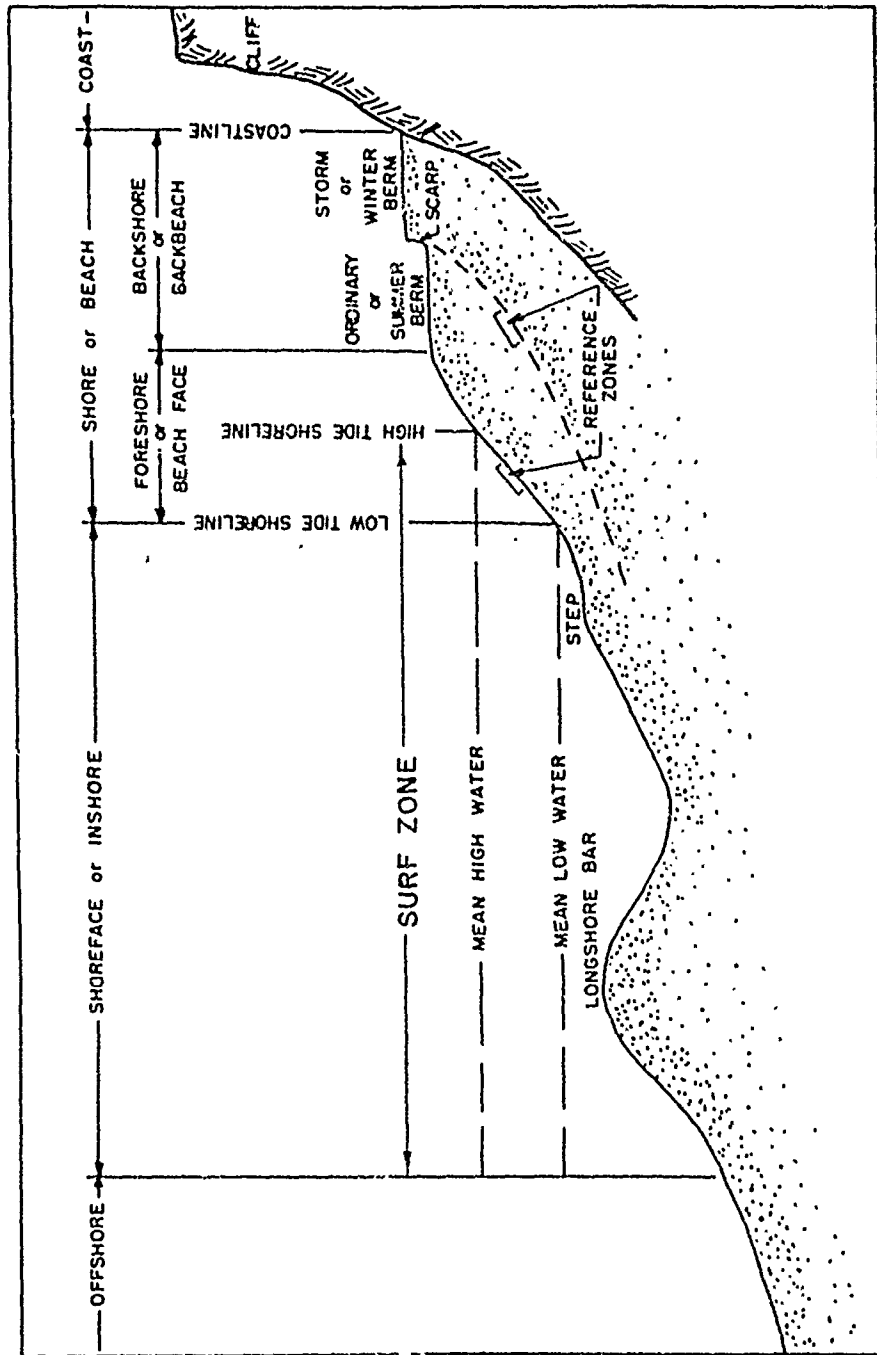 OFFSHORE
SHOREFACE or INSHORE
SHORE or BEACH
COAST
FORESHORE
or
BEACH FACE
BACKSHORE
or
BACKBEACH
LOW TIDE SHORELINE
HIGH TIDE SHORELINE
COASTLINE
SURF ZONE
MEAN HIGH WATER
MEAN LOW WATER
LONGSHORE BAR
STEP
ORDINARY
or
SUMMER
BERM
STORM
or
WINTER
BERM
SCARP
CLIFF
REFERENCE
ZONES